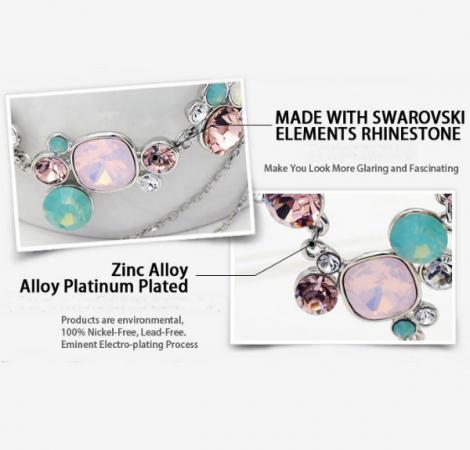 MADE WITH SWAROVSKI
ELEMENTS RHINESTONE
Make You Look More Glaring and Fascinating
Zinc Alloy
Alloy Platinum Plated
Products are environmental,
100% Nickel-Free, Lead-Free.
Eminent Electro-plating Process